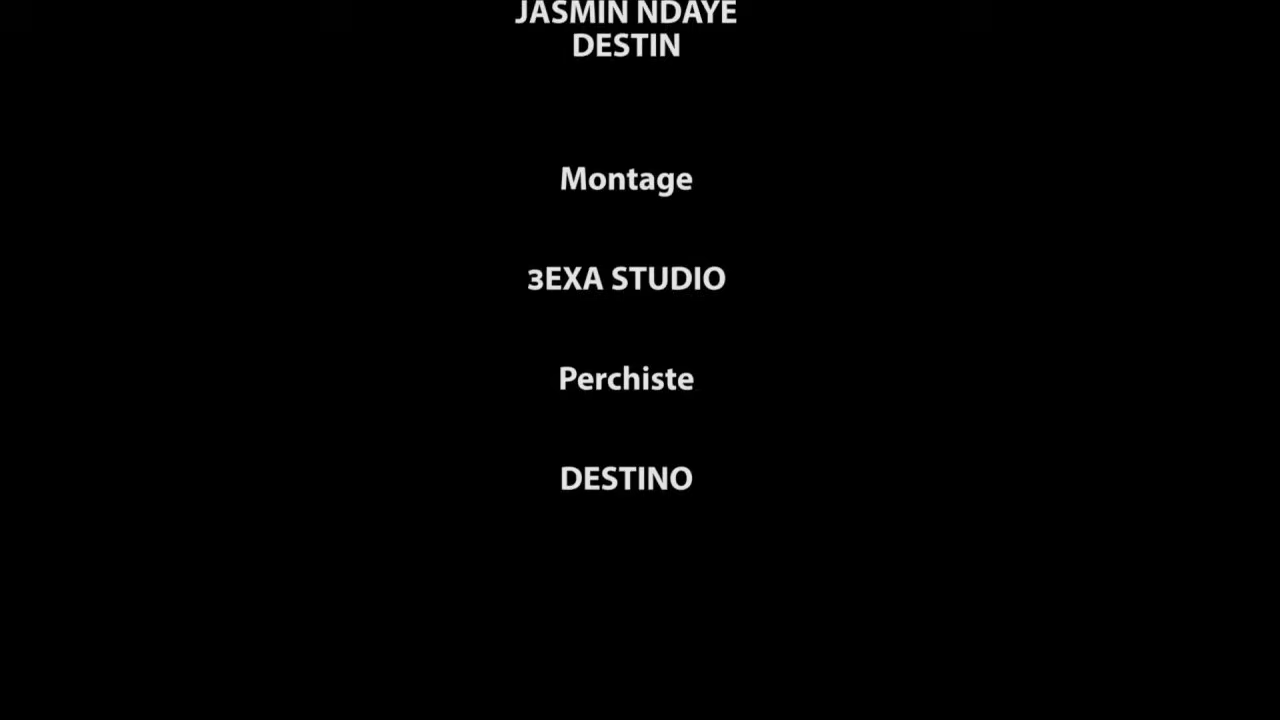 JASMIN NDAYE
DESTIN
Montage
3EXA STUDIO
Perchiste
DESTINO